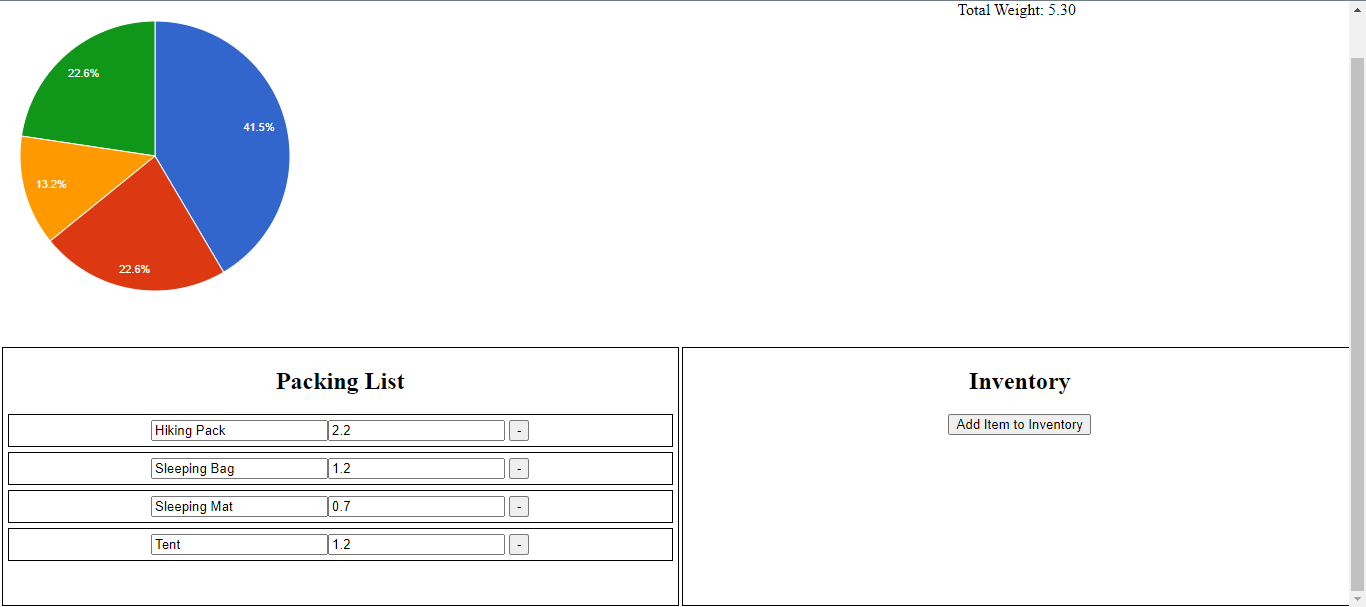 Total Weight: 5.30
22.6%
41.5%
13.2%
22.6%
Packing List
Hiking Pack 2.2 -
Sleeping Bag 1.2 -
Sleeping Mat 0.7 -
Tent 1.2 -
Inventory
Add Item to Inventory